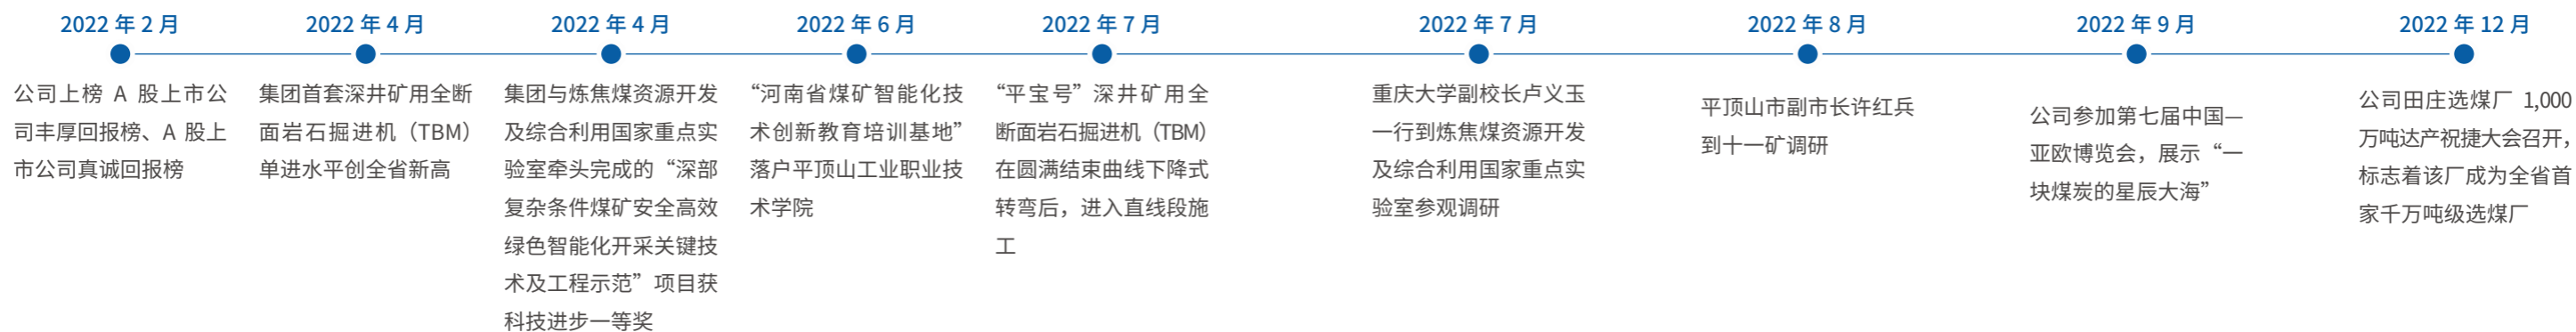 2022 年 2 月
公司上榜 A 股上市公
司丰厚回报榜、A 股上
市公司真诚回报榜
2022 年 4 月
集团首套深井矿用全断
面岩石掘进机（TBM）
单进水平创全省新高
2022 年 4 月
集团与炼焦煤资源开发
及综合利用国家重点实
验室牵头完成的“深部
复杂条件煤矿安全高效
绿色智能化开采关键技
术及工程示范”项目获
科技进步一等奖
2022 年 6 月
“河南省煤矿智能化技
术创新教育培训基地”
落户平顶山工业职业技
术学院
2022 年 7 月
“平宝号”深井矿用全
断面岩石掘进机（TBM）
在圆满结束曲线下降式
转弯后，进入直线段施
工
2022 年 7 月
重庆大学副校长卢义玉
一行到炼焦煤资源开发
及综合利用国家重点实
验室参观调研
2022 年 8 月
平顶山市副市长许红兵
到十一矿调研
2022 年 9 月
公司参加第七届中国—
亚欧博览会，展示“一
块煤炭的星辰大海”
2022 年 12 月
公司田庄选煤厂 1,000
万吨达产祝捷大会召开，
标志着该厂成为全省首
家千万吨级选煤厂